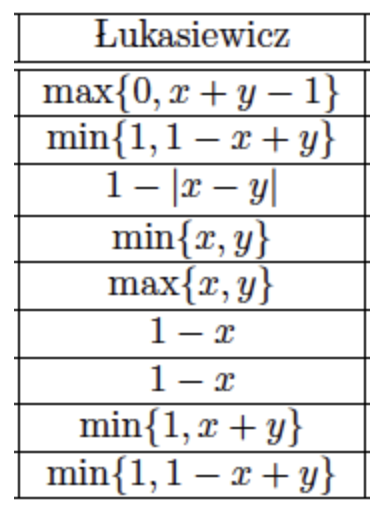 Łukasiewicz
max{0, x + y − 1}
min{1, 1 − x + y}
1 − |x − y|
min{x, y}
max{x, y}
1 − x
1 − x
min{1, x + y}
min{1, 1 − x + y}